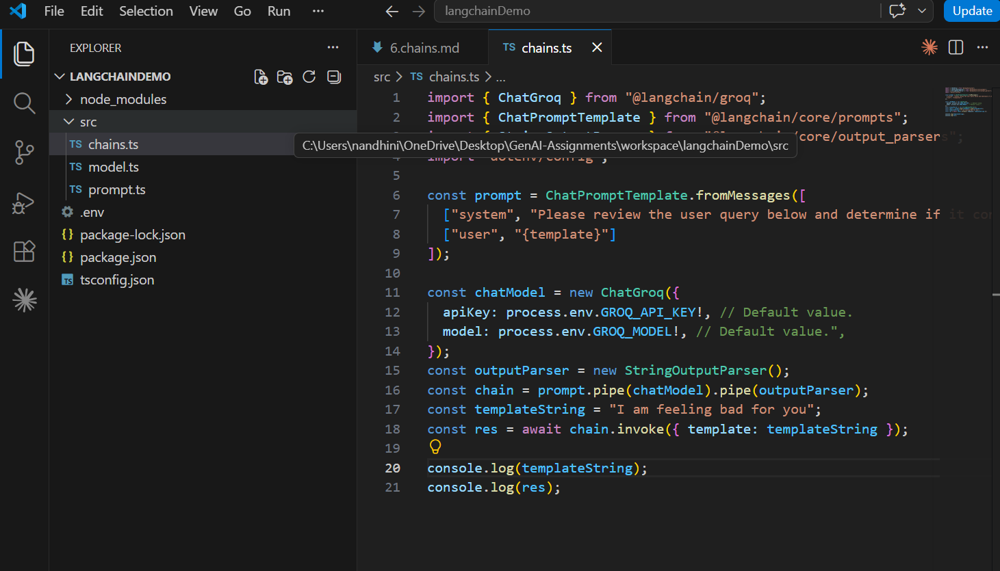 File Edit Selection View Go Run ... langchainDemo Update
EXPLORER ...
LANGCHAINDEMO
node_modules
src
TS chains.ts
TS model.ts
TS prompt.ts
.env
{} package-lock.json
{} package.json
TS tsconfig.json
6.chains.md TS chains.ts
src > TS chains.ts > ...
1 import { ChatGroq } from "@langchain/groq";
2 import { ChatPromptTemplate } from "@langchain/core/prompts";
core/output_parsers";
C:\Users\nandhini\OneDrive\Desktop\GenAI-Assignments\workspace\langchainDemo\src
4 import "dotenv/config";
5
6 const prompt = ChatPromptTemplate.fromMessages([
7 ["system", "Please review the user query below and determine if it con
8 ["user", "{template}"]
9 ]);
10
11 const chatModel = new ChatGroq({
12 apiKey: process.env.GROQ_API_KEY!, // Default value.
13 model: process.env.GROQ_MODEL!, // Default value.",
14 });
15 const outputParser = new StringOutputParser();
16 const chain = prompt.pipe(chatModel).pipe(outputParser);
17 const templateString = "I am feeling bad for you";
18 const res = await chain.invoke({ template: templateString });
19
20 console.log(templateString);
21 console.log(res);